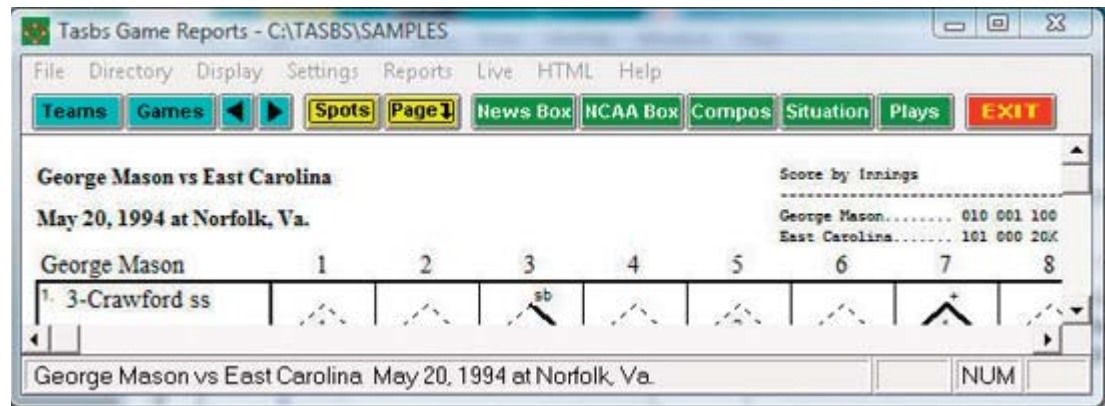 Tasbs Game Reports - C:\TASBS\SAMPLES
File Directory Display Settings Reports Live HTML Help
Teams Games Spots Page News Box NCAA Box Compos Situation Plays EXIT
George Mason vs East Carolina
Score by Innings
May 20, 1994 at Norfolk, Va.
George Mason........ 010 001 100
East Carolina....... 101 000 20X
George Mason 1 2 3 4 5 6 7 8
1. 3-Crawford ss sb +
George Mason vs East Carolina May 20, 1994 at Norfolk, Va. NUM